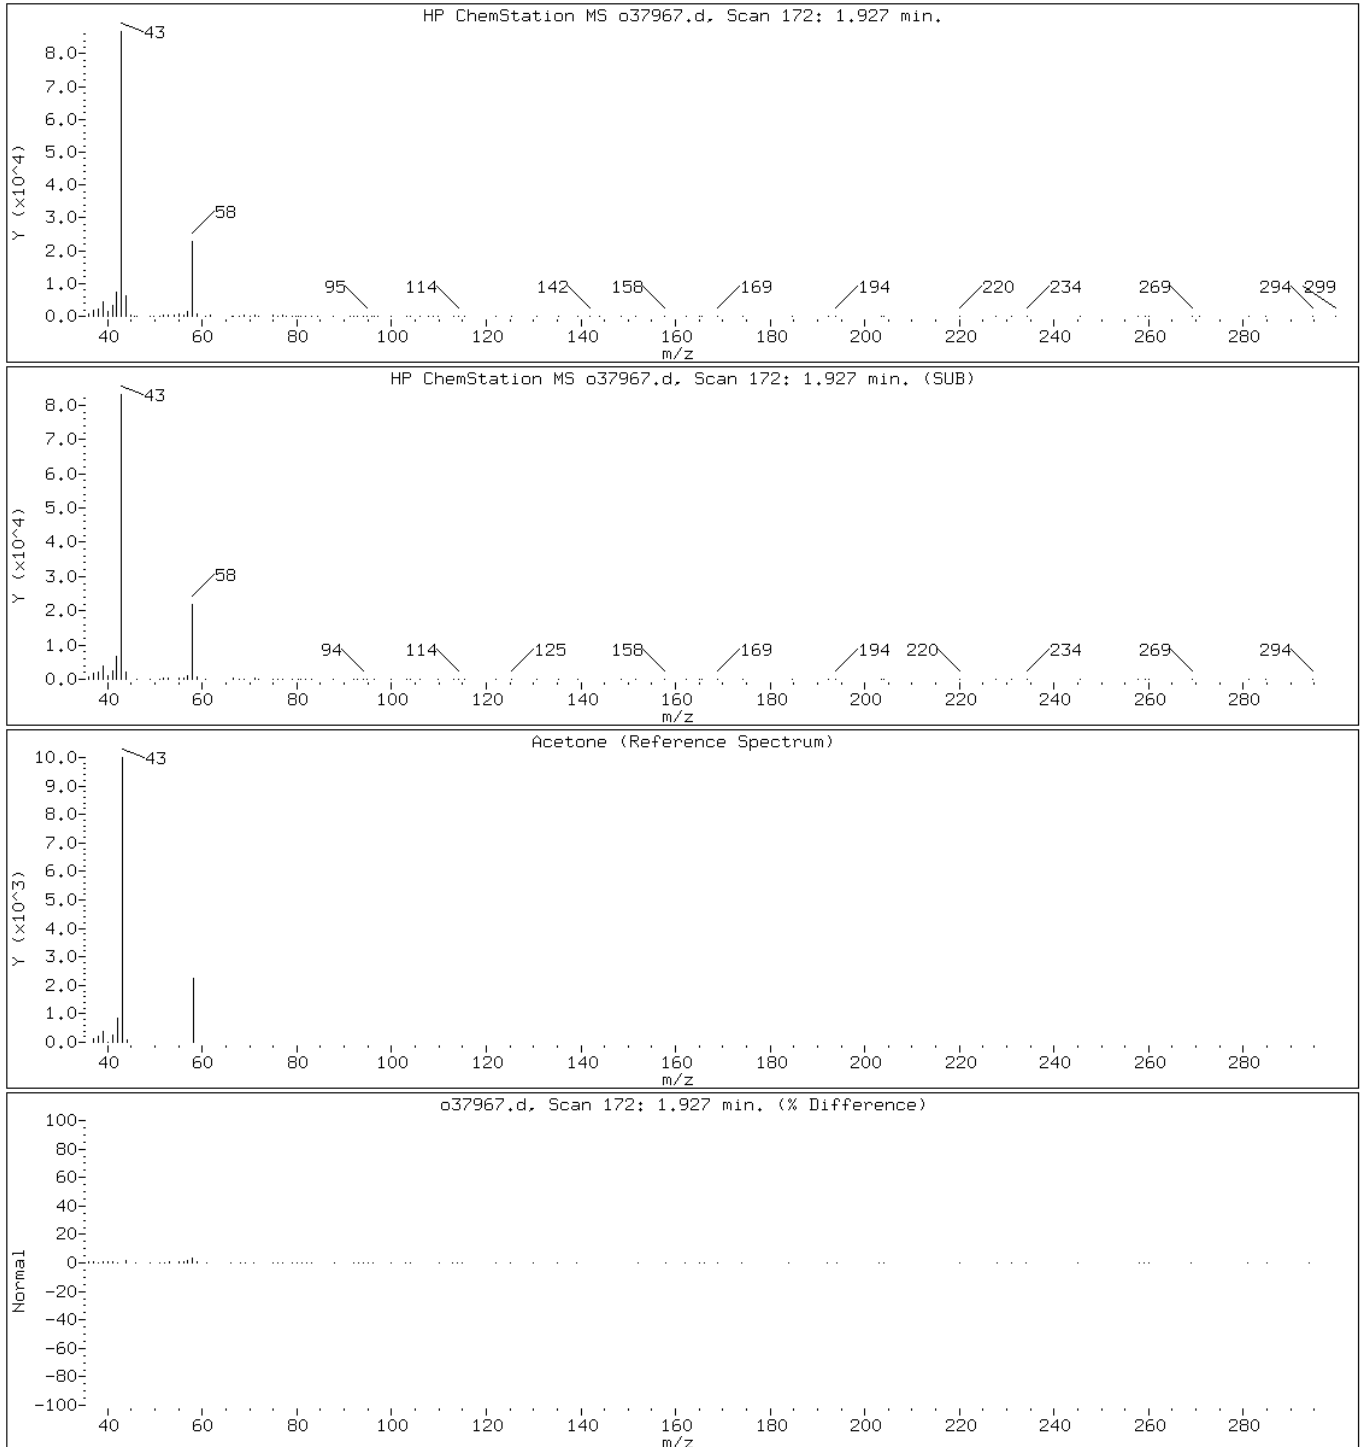 HP ChemStation MS o37967.d, Scan 172: 1.927 min.
43
8.0
7.0
6.0
5.0
4.0
3.0
58
2.0
1.0
95 114 142 158 169 194 220 234 269 294 299
0.0
Y (x10^4)
40 60 80 100 120 140 160 180 200 220 240 260 280
m/z
HP ChemStation MS o37967.d, Scan 172: 1.927 min. (SUB)
43
8.0
7.0
6.0
5.0
4.0
3.0
58
2.0
1.0
94 114 125 158 169 194 220 234 269 294
0.0
Y (x10^4)
40 60 80 100 120 140 160 180 200 220 240 260 280
m/z
Acetone (Reference Spectrum)
43
10.0
9.0
8.0
7.0
6.0
5.0
4.0
3.0
2.0
1.0
0.0
Y (x10^3)
40 60 80 100 120 140 160 180 200 220 240 260 280
m/z
o37967.d, Scan 172: 1.927 min. (% Difference)
100
80
60
40
20
0
-20
-40
-60
-80
-100
Normal
40 60 80 100 120 140 160 180 200 220 240 260 280
m/z